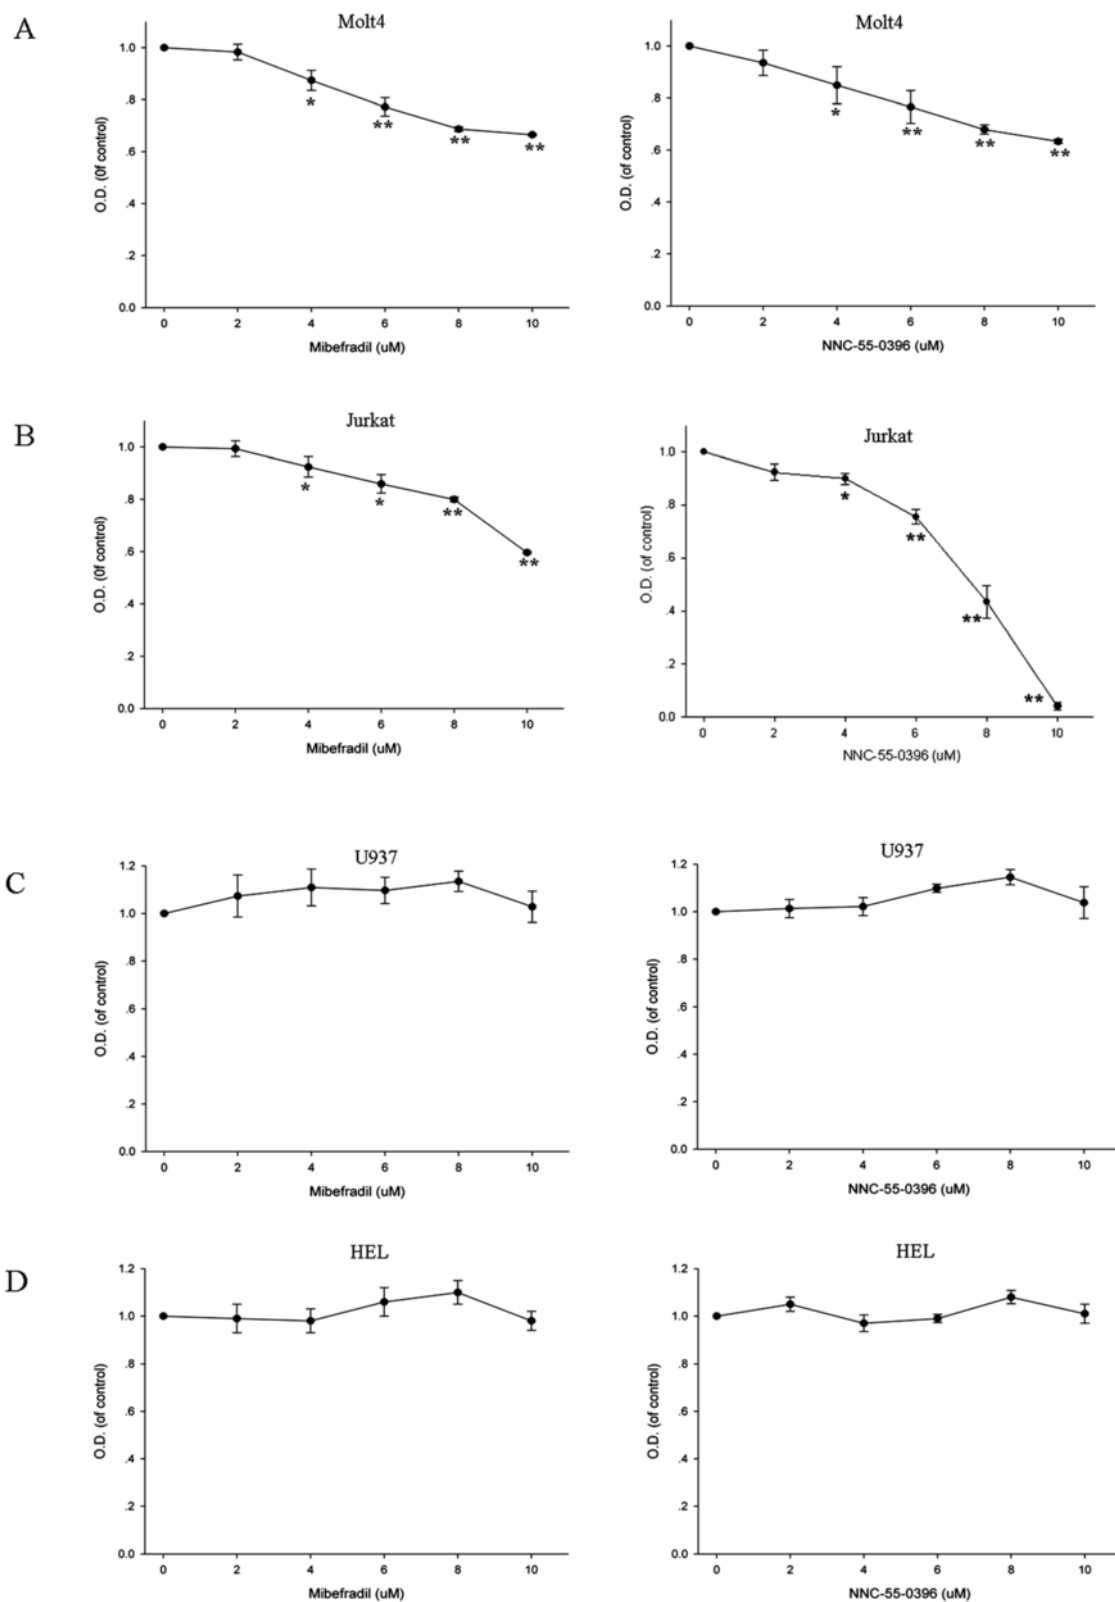 A
Molt4
O.D. (0f control)
1.0
.8
.6
.4
.2
0.0
0 2 4 6 8 10
Mibefradil (uM)
* ** ** **
Molt4
O.D. (of control)
1.0
.8
.6
.4
.2
0.0
0 2 4 6 8 10
NNC-55-0396 (uM)
* ** ** **
B
Jurkat
O.D. (0f control)
1.0
.8
.6
.4
.2
0.0
0 2 4 6 8 10
Mibefradil (uM)
* * ** **
Jurkat
O.D. (of control)
1.0
.8
.6
.4
.2
0.0
0 2 4 6 8 10
NNC-55-0396 (uM)
* ** ** **
C
U937
O.D. (of control)
1.2
1.0
.8
.6
.4
.2
0.0
0 2 4 6 8 10
Mibefradil (uM)
U937
O.D. (of control)
1.2
1.0
.8
.6
.4
.2
0.0
0 2 4 6 8 10
NNC-55-0396 (uM)
D
HEL
O.D. (of control)
1.2
1.0
.8
.6
.4
.2
0.0
0 2 4 6 8 10
Mibefradil (uM)
HEL
O.D. (of control)
1.2
1.0
.8
.6
.4
.2
0.0
0 2 4 6 8 10
NNC-55-0396 (uM)